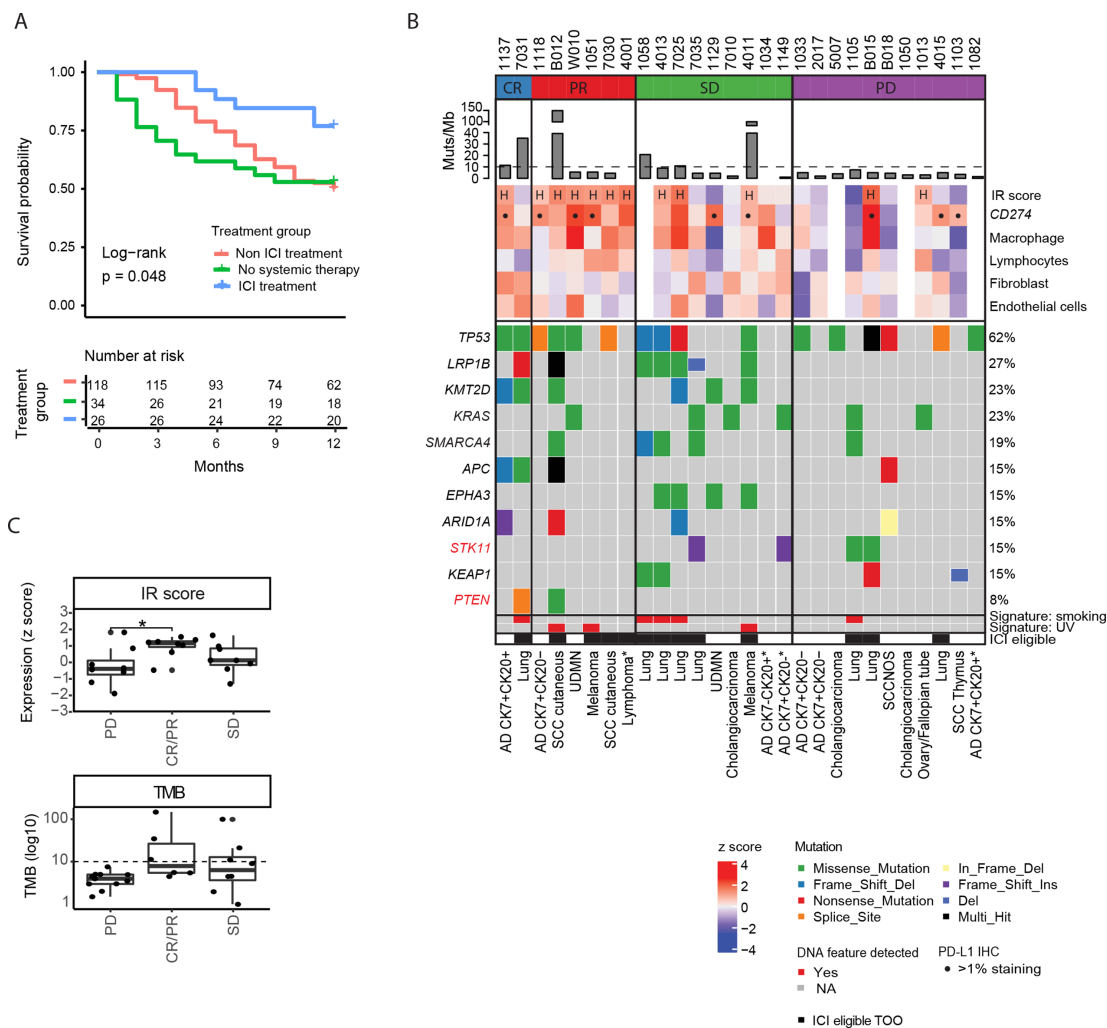 A
1.00
0.75
0.50
0.25
0.00
Survival probability
Log−rank
p = 0.048
Treatment group
Non ICI treatment
No systemic therapy
ICI treatment
Number at risk
Treatment
group
118 115 93 74 62
34 26 21 19 18
26 26 24 22 20
0 3 6 9 12
Months
B
1137 7031 1118 B012 W010 1051 7030 4001 1058 4013 7025 7035 1129 7010 4011 1034 1149 1033 2017 5007 1105 B015 B018 1050 1013 4015 1103 1082
CR PR SD PD
Muts/Mb
150
100
40
30
20
10
0
H H H H H H H H H H H H H
IR score
CD274
Macrophage
Lymphocytes
Fibroblast
Endothelial cells
TP53 62%
LRP1B 27%
KMT2D 23%
KRAS 23%
SMARCA4 19%
APC 15%
EPHA3 15%
ARID1A 15%
STK11 15%
KEAP1 15%
PTEN 8%
Signature: smoking
Signature: UV
ICI eligible
AD CK7+CK20+
Lung
AD CK7+CK20−
SCC cutaneous
UDMN
Melanoma
SCC cutaneous
Lymphoma*
Lung
Lung
Lung
Lung
UDMN
Cholangiocarcinoma
Melanoma
AD CK7-CK20+*
AD CK7+CK20-*
AD CK7+CK20−
AD CK7+CK20−
Cholangiocarcinoma
Lung
Lung
SCCNOS
Cholangiocarcinoma
Ovary/Fallopian tube
Lung
SCC Thymus
AD CK7+CK20+*
z score
4
2
0
−2
−4
Mutation
Missense_Mutation
Frame_Shift_Del
Nonsense_Mutation
Splice_Site
In_Frame_Del
Frame_Shift_Ins
Del
Multi_Hit
DNA feature detected
Yes
NA
PD-L1 IHC
>1% staining
ICI eligible TOO
C
IR score
Expression (z score)
3
2
1
0
−1
−2
−3
*
PD CR/PR SD
TMB
TMB (log10)
100
10
1
PD CR/PR SD